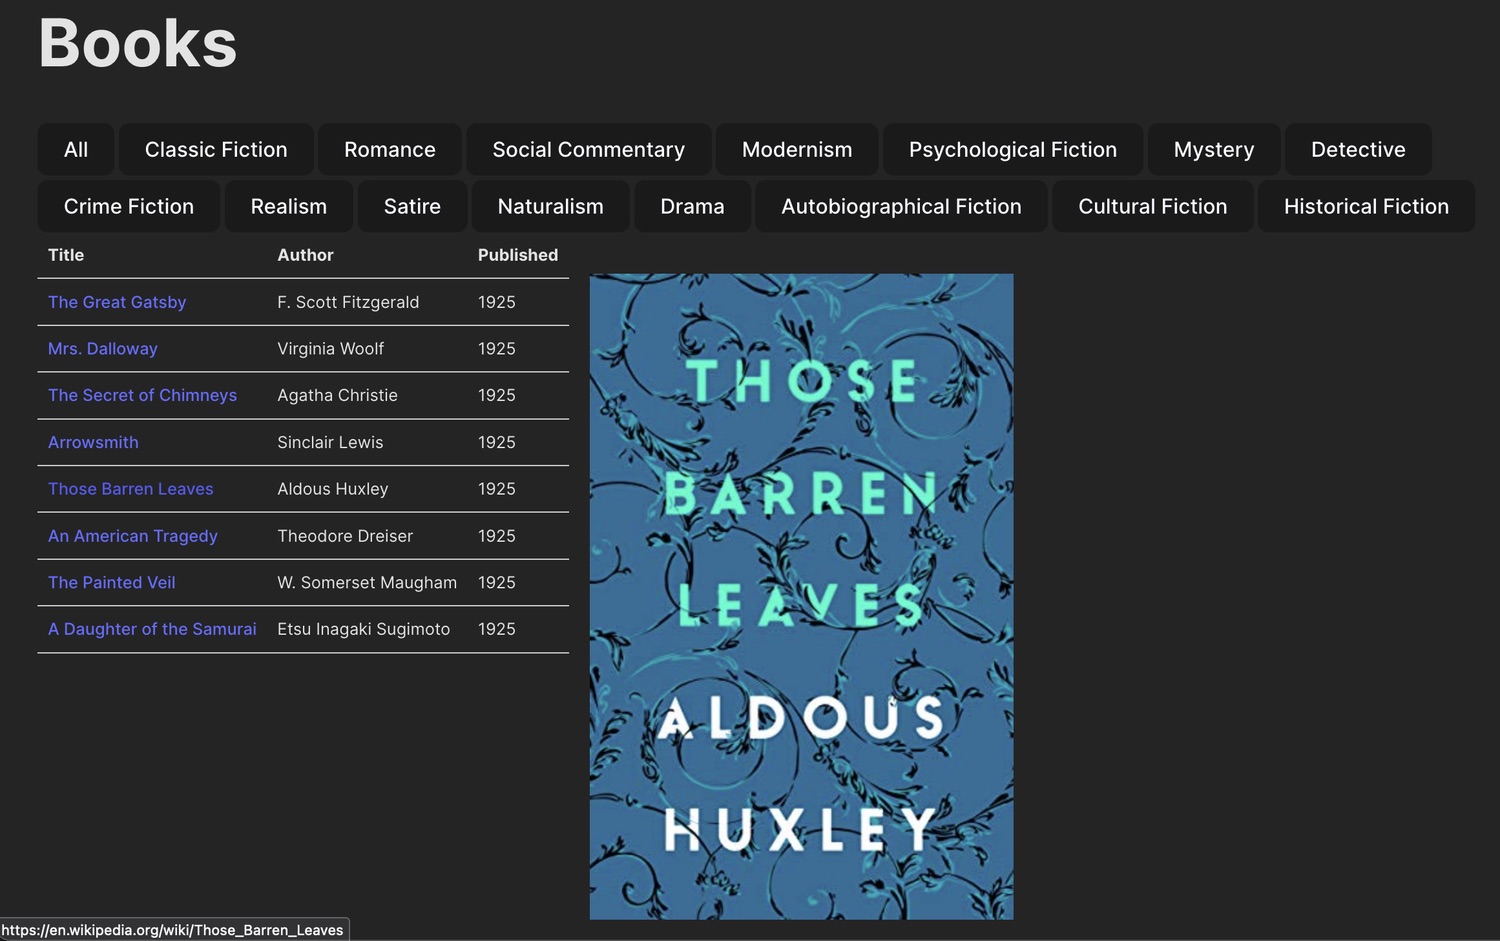 Books
All Classic Fiction Romance Social Commentary Modernism Psychological Fiction Mystery Detective
Crime Fiction Realism Satire Naturalism Drama Autobiographical Fiction Cultural Fiction Historical Fiction
Title Author Published
The Great Gatsby F. Scott Fitzgerald 1925
Mrs. Dalloway Virginia Woolf 1925
The Secret of Chimneys Agatha Christie 1925
Arrowsmith Sinclair Lewis 1925
Those Barren Leaves Aldous Huxley 1925
An American Tragedy Theodore Dreiser 1925
The Painted Veil W. Somerset Maugham 1925
A Daughter of the Samurai Etsu Inagaki Sugimoto 1925
THOSE
BARREN
LEAVES
ALDOUS
HUXLEY
https://en.wikipedia.org/wiki/Those_Barren_Leaves